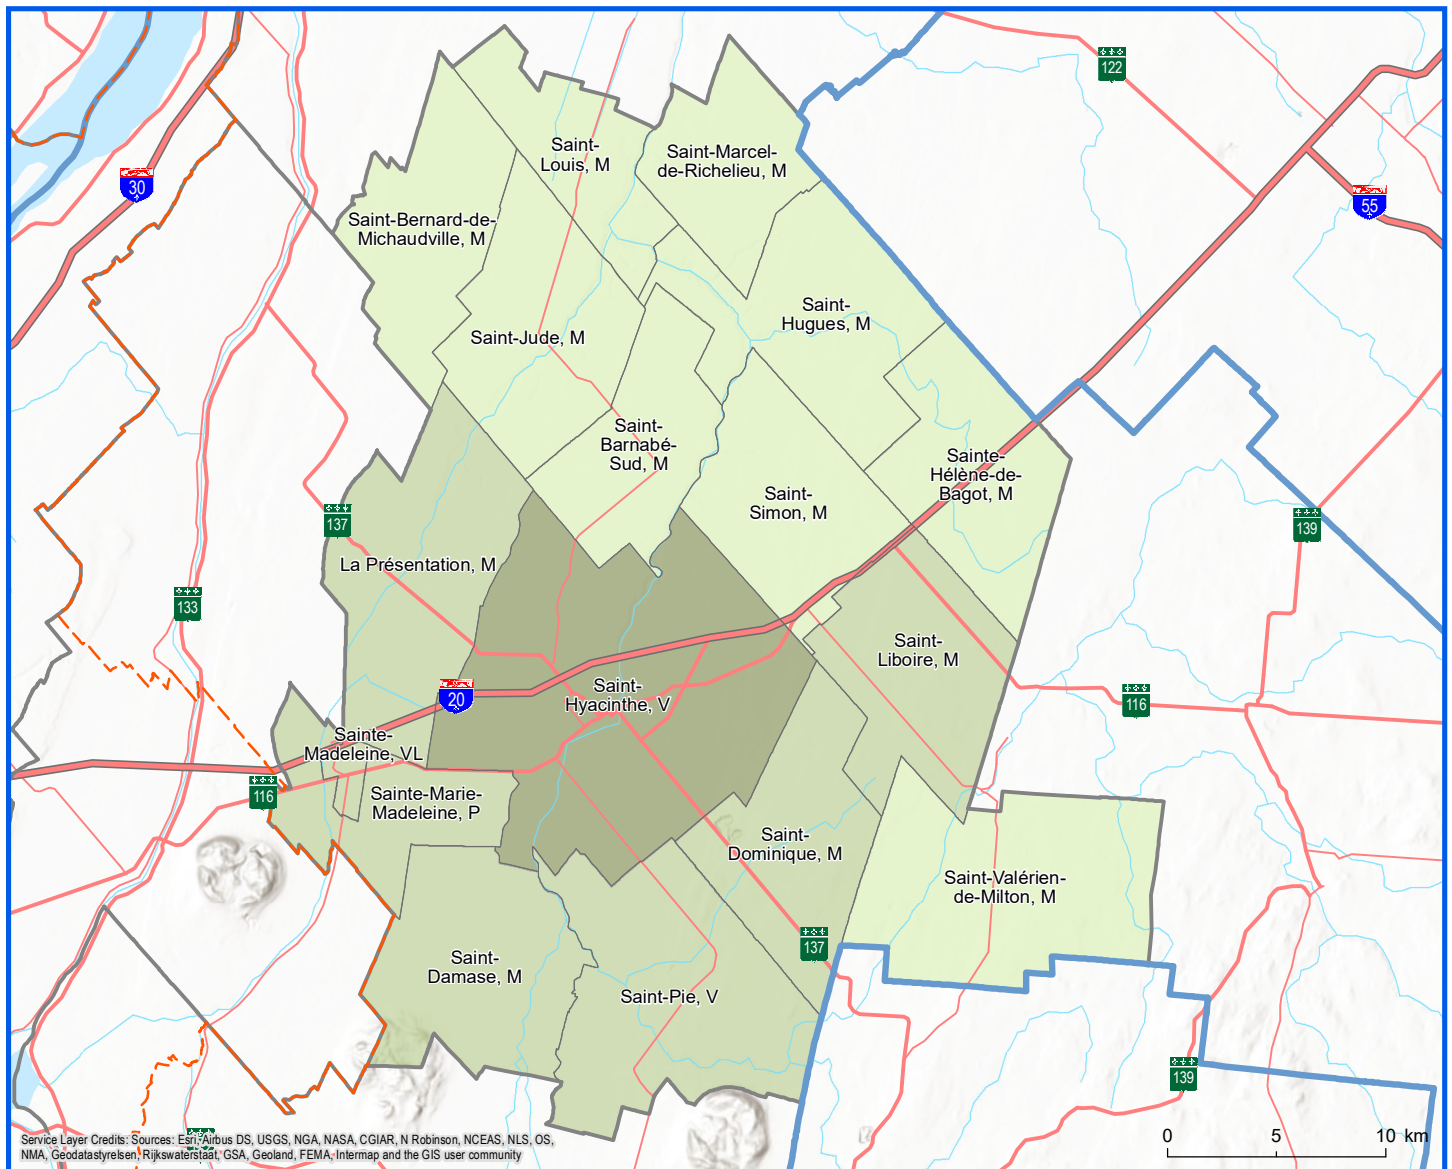 122
30
55
Saint-
Louis, M
Saint-Marcel-
de-Richelieu, M
Saint-Bernard-de-
Michaudville, M
Saint-
Hugues, M
Saint-Jude, M
Saint-
Barnabé-
Sud, M
Sainte-
Hélène-de-
Bagot, M
Saint-
Simon, M
137
139
La Présentation, M
133
Saint-
Liboire, M
20
Saint-
Hyacinthe, V
116
Sainte-
Madeleine, VL
116
Sainte-Marie-
Madeleine, P
Saint-
Dominique, M
Saint-Valérien-
de-Milton, M
137
Saint-
Damase, M
Saint-Pie, V
139
Service Layer Credits: Sources: Esri, Airbus DS, USGS, NGA, NASA, CGIAR, N Robinson, NCEAS, NLS, OS,
NMA, Geodatastyrelsen, Rijkswaterstaat, GSA, Geoland, FEMA, Intermap and the GIS user community
0 5 10 km